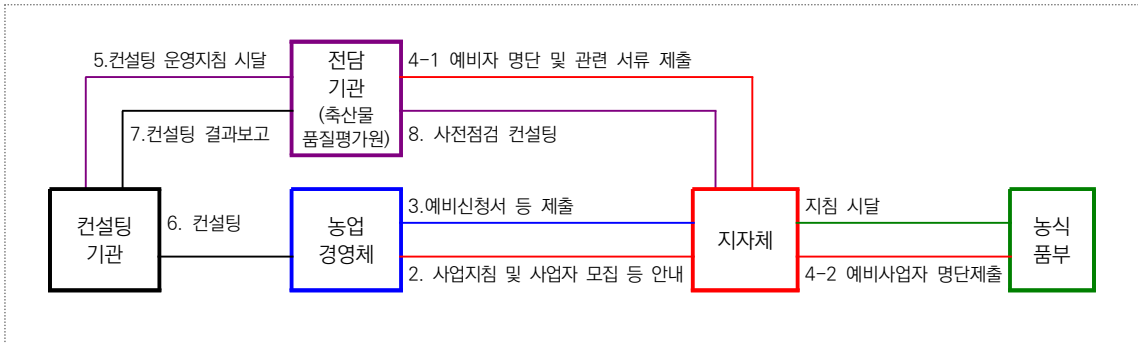 5.컨설팅 운영지침 시달
전담
기관
(축산물
품질평가원)
4-1 예비자 명단 및 관련 서류 제출
7.컨설팅 결과보고
8. 사전점검 컨설팅
컨설팅
기관
6. 컨설팅
농업
경영체
3.예비신청서 등 제출
2. 사업지침 및 사업자 모집 등 안내
지자체
지침 시달
4-2 예비사업자 명단제출
농식
품부